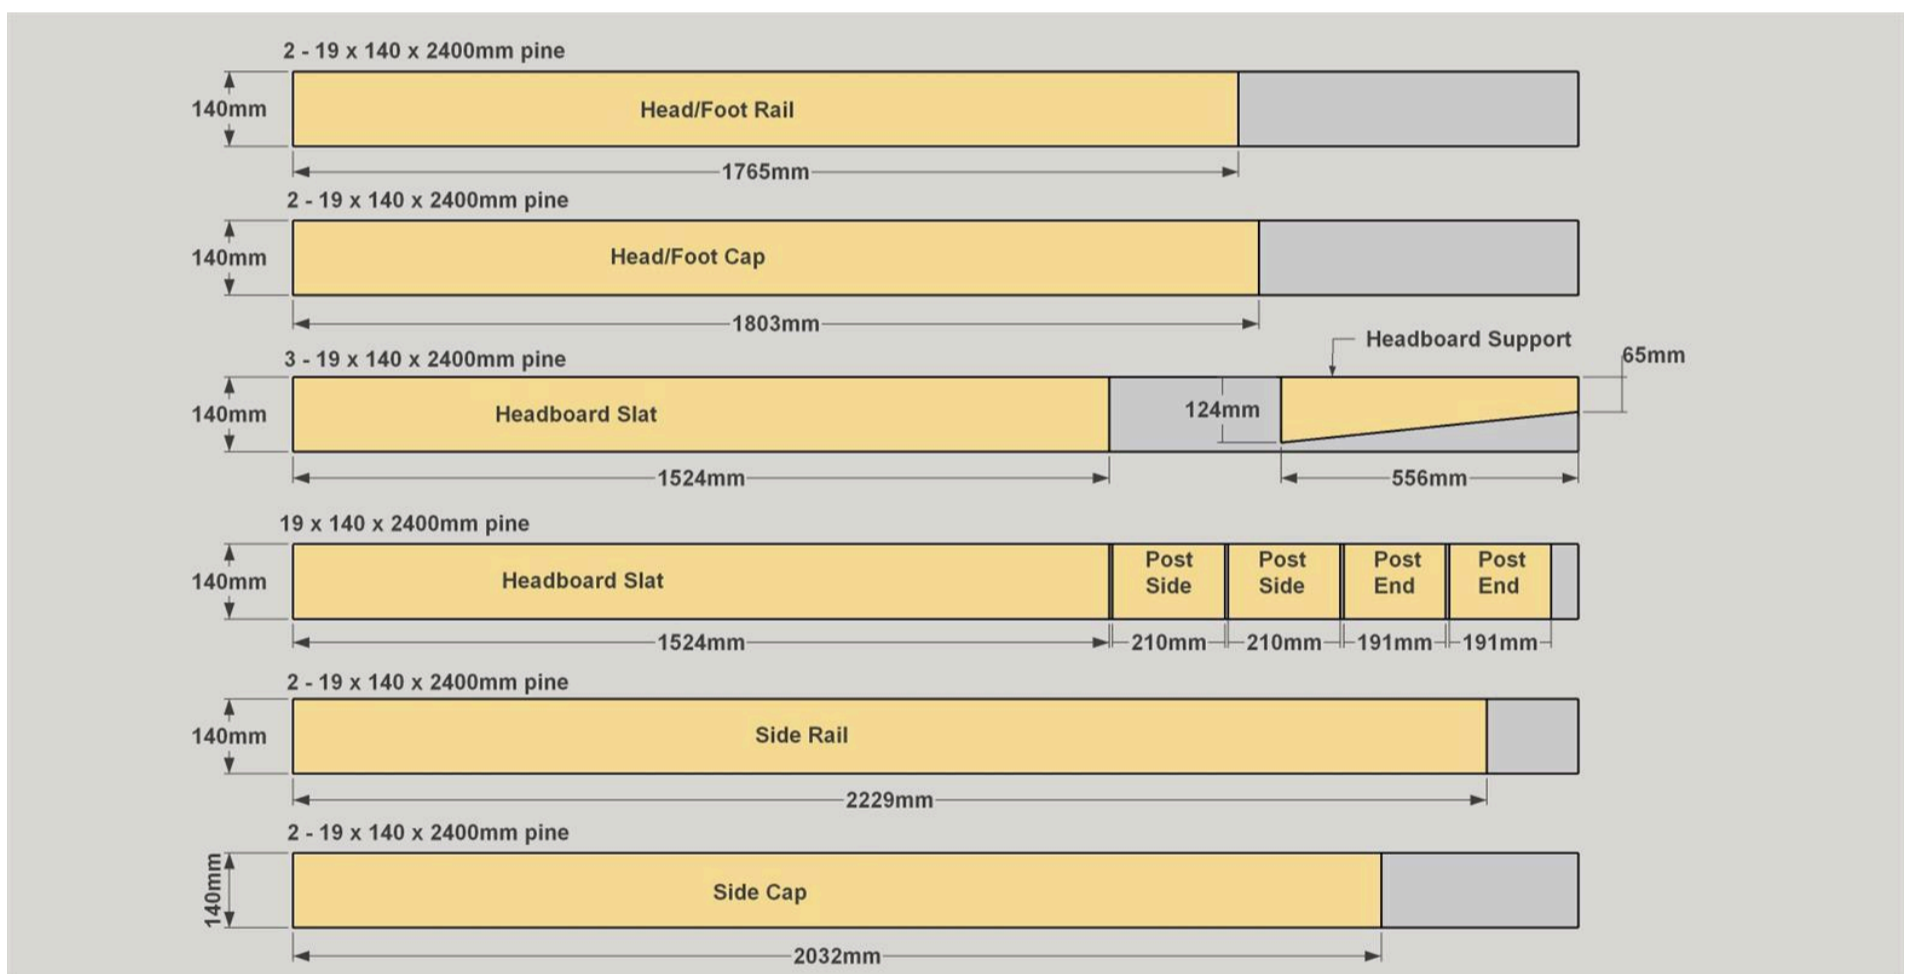 2 - 19 x 140 x 2400mm pine
140mm
Head/Foot Rail
1765mm
2 - 19 x 140 x 2400mm pine
140mm
Head/Foot Cap
1803mm
Headboard Support
65mm
3 - 19 x 140 x 2400mm pine
140mm
Headboard Slat
124mm
1524mm
556mm
19 x 140 x 2400mm pine
140mm
Headboard Slat
Post
Side
Post
Side
Post
End
Post
End
1524mm
210mm
210mm
191mm
191mm
2 - 19 x 140 x 2400mm pine
140mm
Side Rail
2229mm
2 - 19 x 140 x 2400mm pine
140mm
Side Cap
2032mm